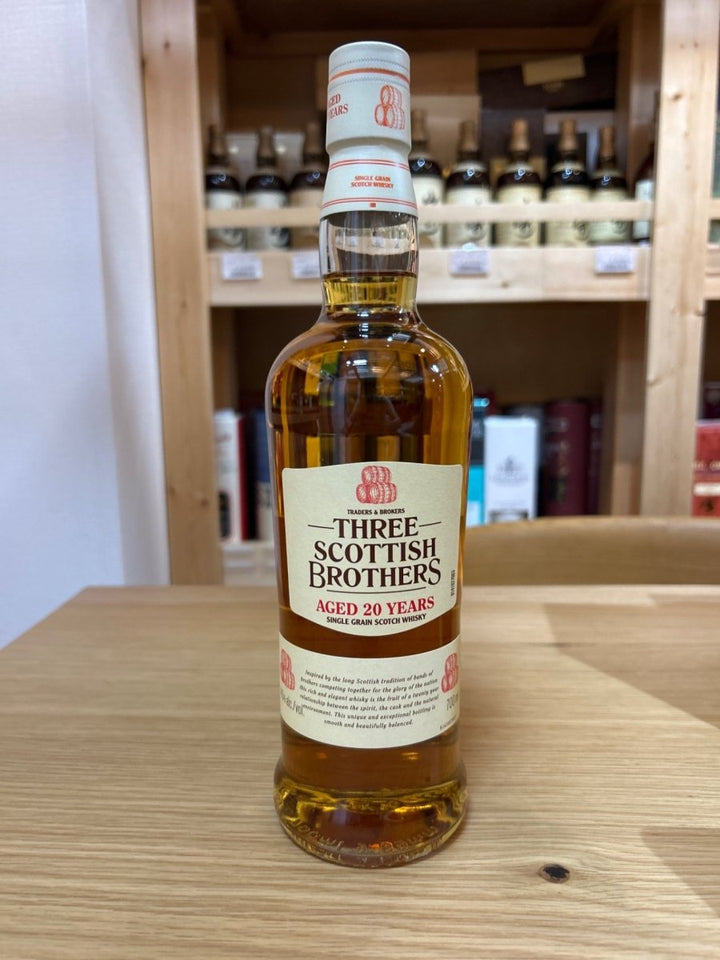 AGED
YEARS
SINGLE GRAIN
SCOTCH WHISKY
TRADERS & BROKERS
THREE
SCOTTISH
BROTHERS
AGED 20 YEARS
SINGLE GRAIN SCOTCH WHISKY
Inspired by the long Scottish tradition of bands of
brothers competing together for the glory of the nation
this rich and elegant whisky is the fruit of a twenty year
relationship between the spirit, the cask and the natural
environment. This unique and exceptional bottling is
smooth and beautifully balanced.
alc./vol.